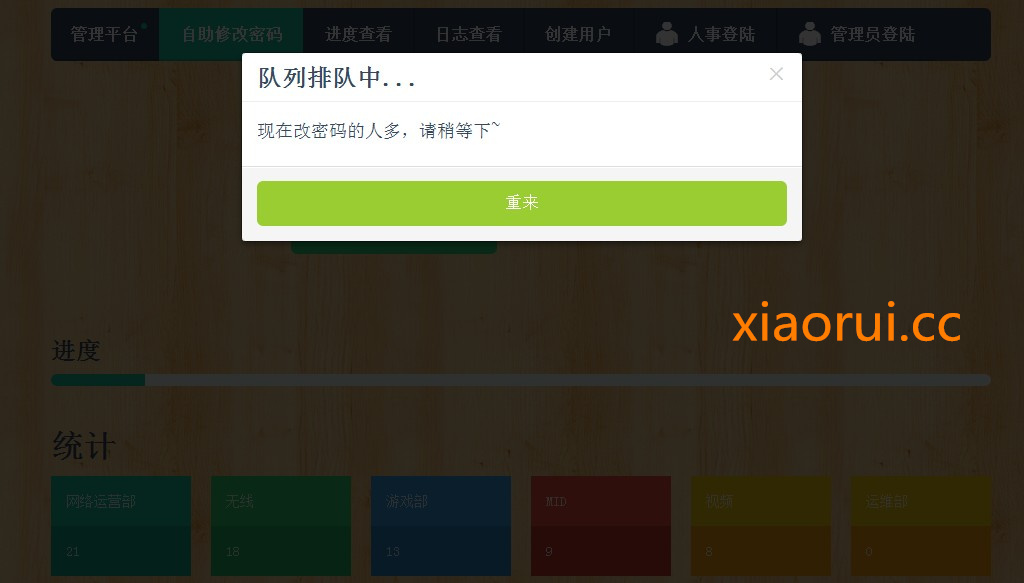 管理平台 自助修改密码 进度查看 日志查看 创建用户 人事登陆 管理员登陆
队列排队中...
×
现在改密码的人多，请稍等下~
重来
xiaorui.cc
进度
统计
网络运营部 无线 游戏部 MID 视频 运维部
21 18 13 9 8 0